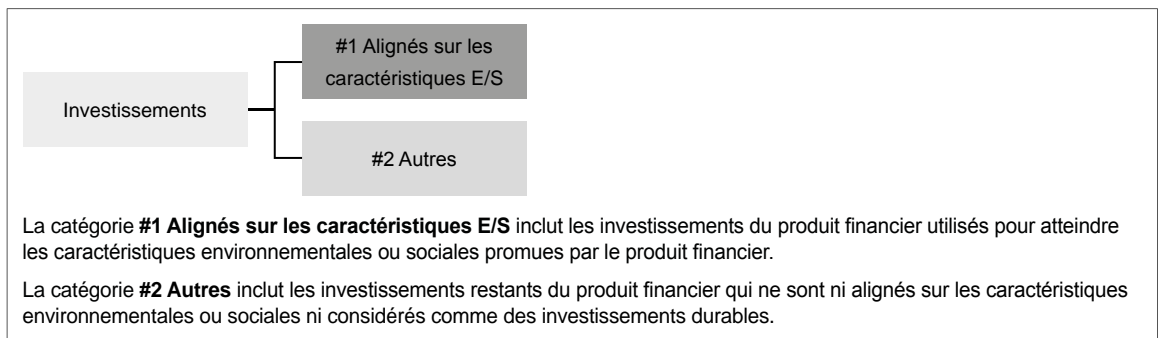 #1 Alignés sur les
caractéristiques E/S
Investissements
#2 Autres
La catégorie #1 Alignés sur les caractéristiques E/S inclut les investissements du produit financier utilisés pour atteindre
les caractéristiques environnementales ou sociales promues par le produit financier.
La catégorie #2 Autres inclut les investissements restants du produit financier qui ne sont ni alignés sur les caractéristiques
environnementales ou sociales ni considérés comme des investissements durables.